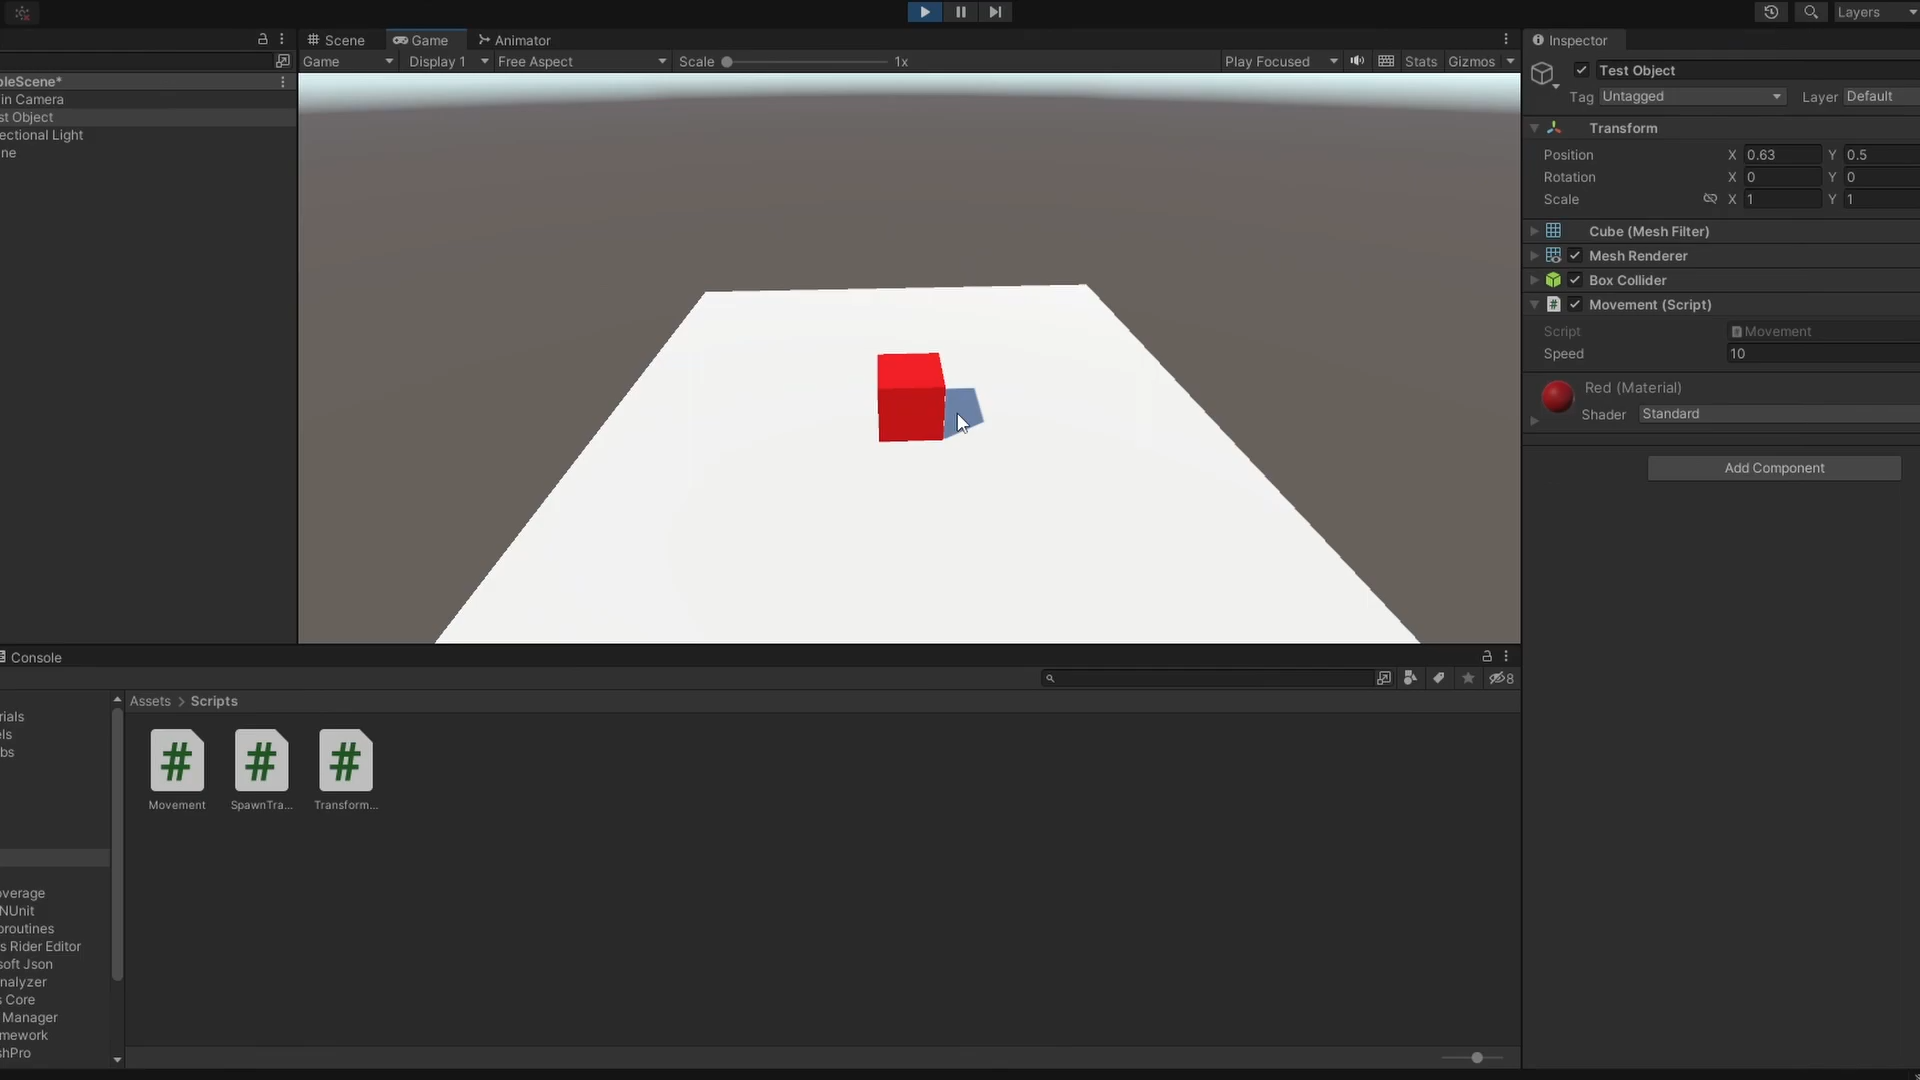 Layers
Scene
Game
Animator
Inspector
Game
Display 1
Free Aspect
Scale
1x
Play Focused
Stats
Gizmos
Test Object
Tag
Untagged
Layer
Default
bleScene*
in Camera
st Object
ectional Light
ne
Transform
Position
X 0.63
Y 0.5
Rotation
X 0
Y 0
Scale
X 1
Y 1
Cube (Mesh Filter)
Mesh Renderer
Box Collider
# Movement (Script)
Script
Movement
Speed
10
Red (Material)
Shader
Standard
Add Component
Console
8
Assets > Scripts
rials
els
bs
# # #
Movement
SpawnTra...
Transform...
overage
NUnit
oroutines
s Rider Editor
soft Json
nalyzer
s Core
Manager
mework
shPro